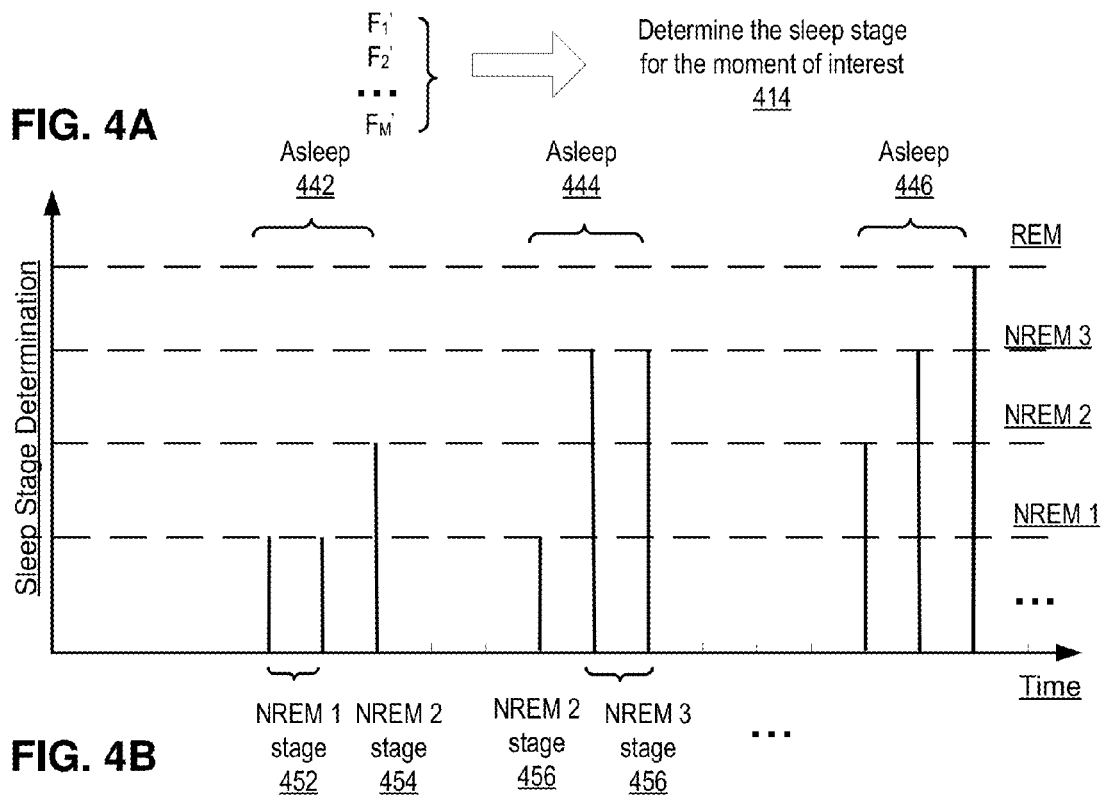 F1'
F2'
...
FM'
Determine the sleep stage
for the moment of interest
414
FIG. 4A
Asleep
442
Asleep
444
Asleep
446
Sleep Stage Determination
REM
NREM 3
NREM 2
NREM 1
...
Time
NREM 1
stage
452
NREM 2
stage
454
NREM 2
stage
456
NREM 3
stage
456
...
FIG. 4B